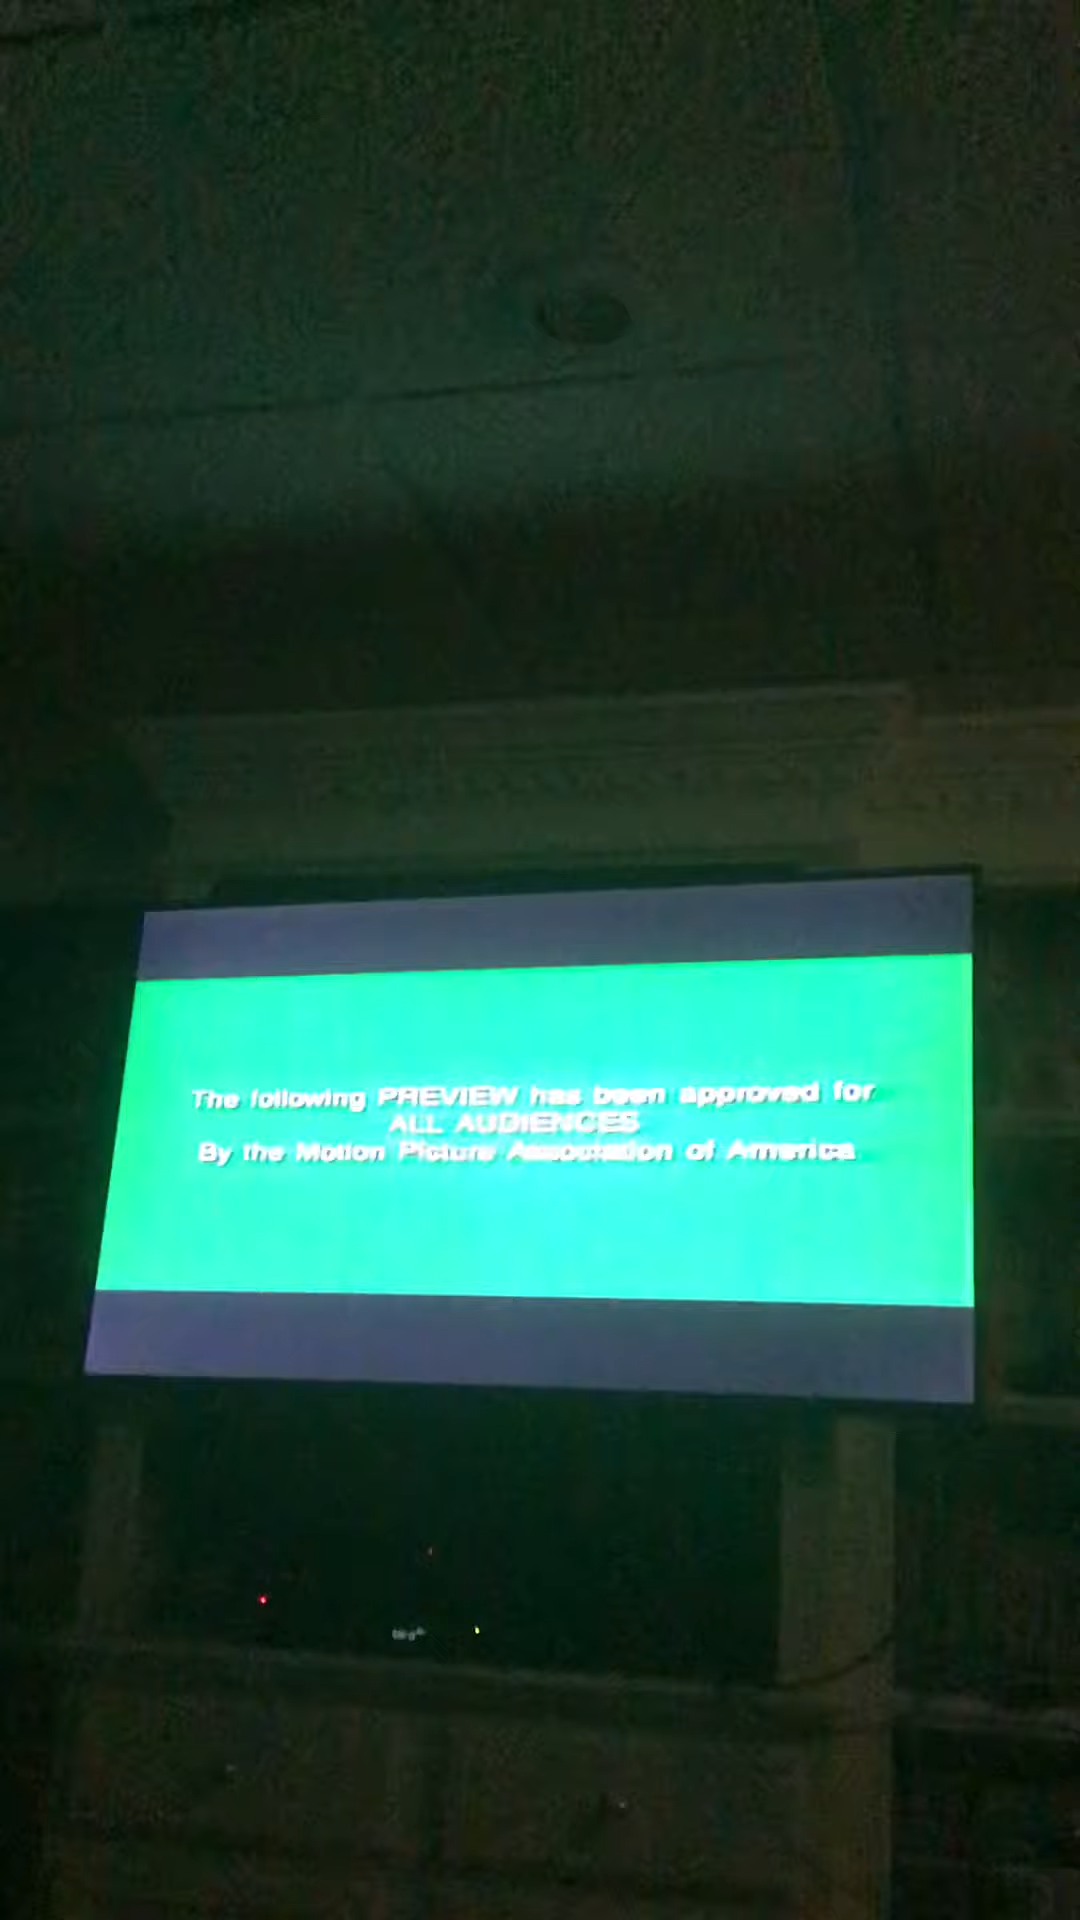 The following PREVIEW has been approved for
ALL AUDIENCES
By the Motion Picture Association of America